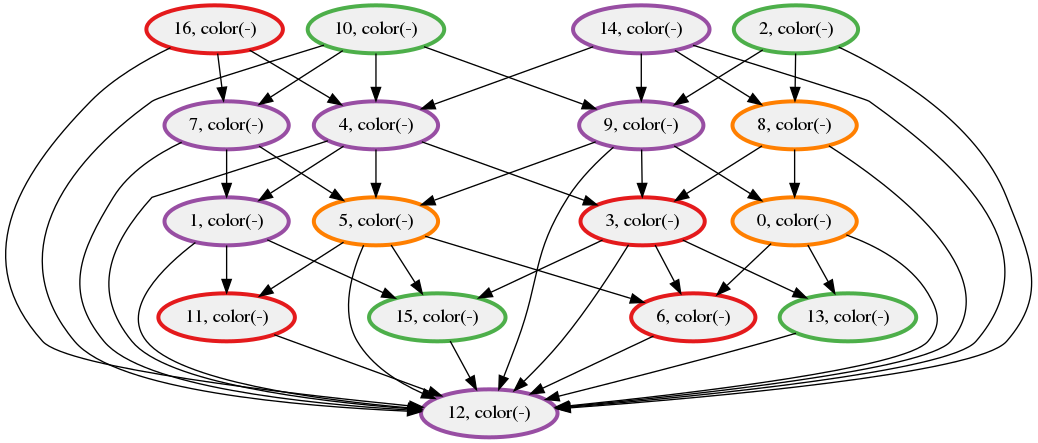 16, color(-)
10, color(-)
14, color(-)
2, color(-)
7, color(-)
4, color(-)
9, color(-)
8, color(-)
1, color(-)
5, color(-)
3, color(-)
0, color(-)
11, color(-)
15, color(-)
6, color(-)
13, color(-)
12, color(-)